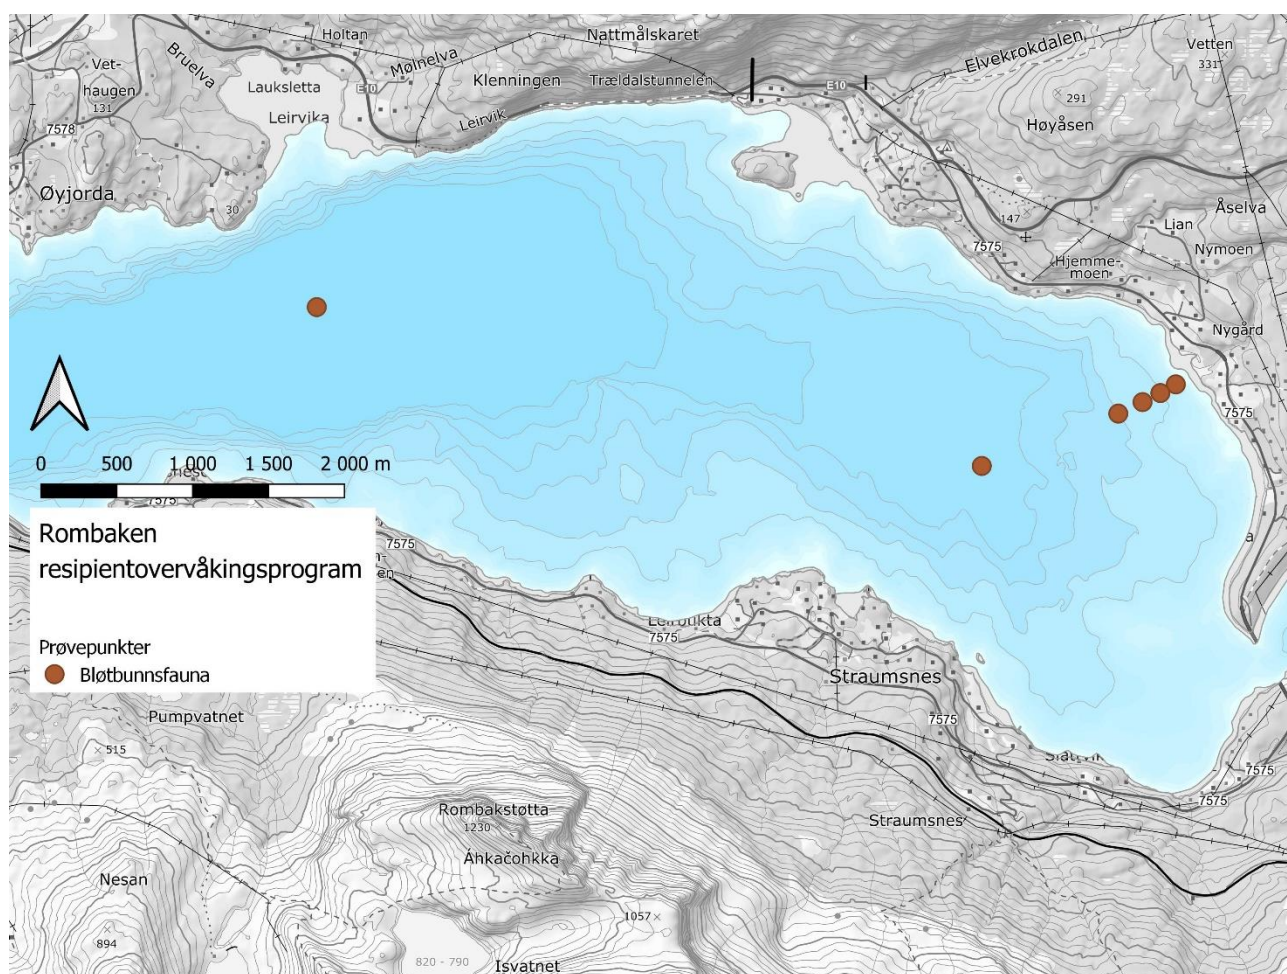 Holtan
Nattmålskaret
Elvekrokdalen
Vetten
331
Vet-
haugen
131
Bruelva
Mølnelva
Klenningen
Trældalstunnelen
Lauksletta
E10
E10
291
Leirvika
Leirvik
Høyåsen
7578
Øyjorda
30
147
Åselva
Lian
7575
Nymoen
Hjemme-
moen
Nygård
7575
0 500 1 000 1 500 2 000 m
7575
Rombaken
resipientovervåkingsprogram
7575
7575
Prøvepunkter
Bløtbunnsfauna
Straumsnes
Pumpvatnet
7575
515
7575
7575
Rombakstøtta
1230
Straumsnes
Áhkačohkka
Nesan
1057
894
820 - 790
Isvatnet